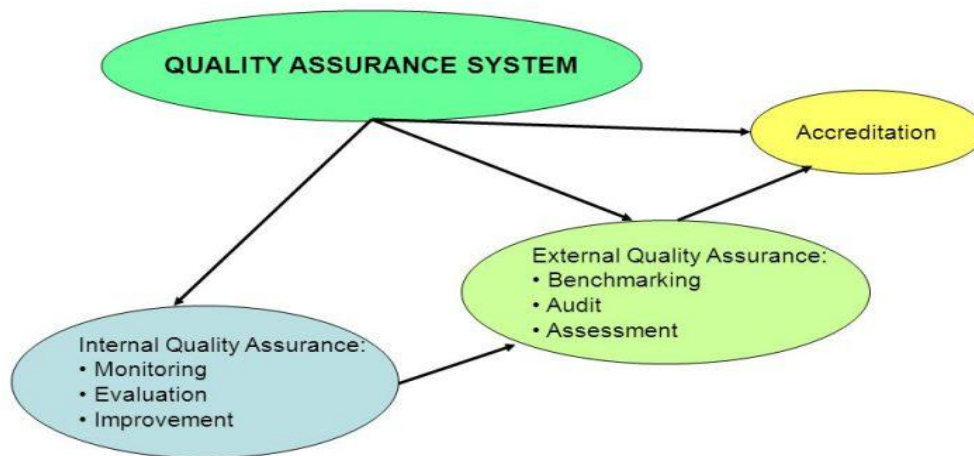 QUALITY ASSURANCE SYSTEM
Accreditation
External Quality Assurance:
• Benchmarking
• Audit
• Assessment
Internal Quality Assurance:
• Monitoring
• Evaluation
• Improvement